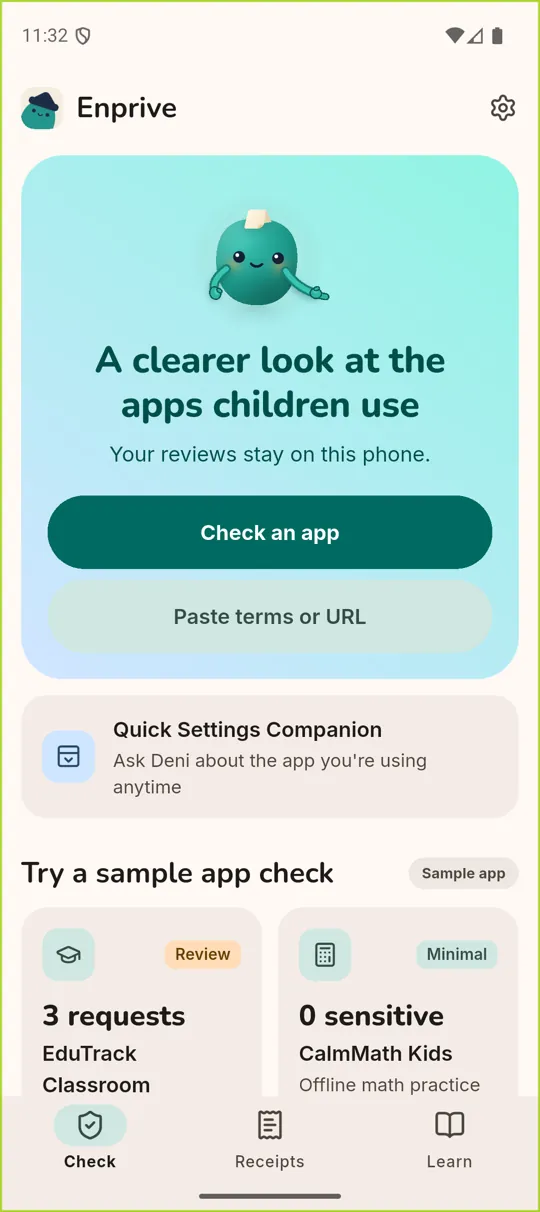 11:32
Enprive
A clearer look at the
apps children use
Your reviews stay on this phone.
Check an app
Paste terms or URL
Quick Settings Companion
Ask Deni about the app you're using
anytime
Try a sample app check
Sample app
Review
3 requests
EduTrack
Classroom
Minimal
0 sensitive
CalmMath Kids
Offline math practice
Check
Receipts
Learn